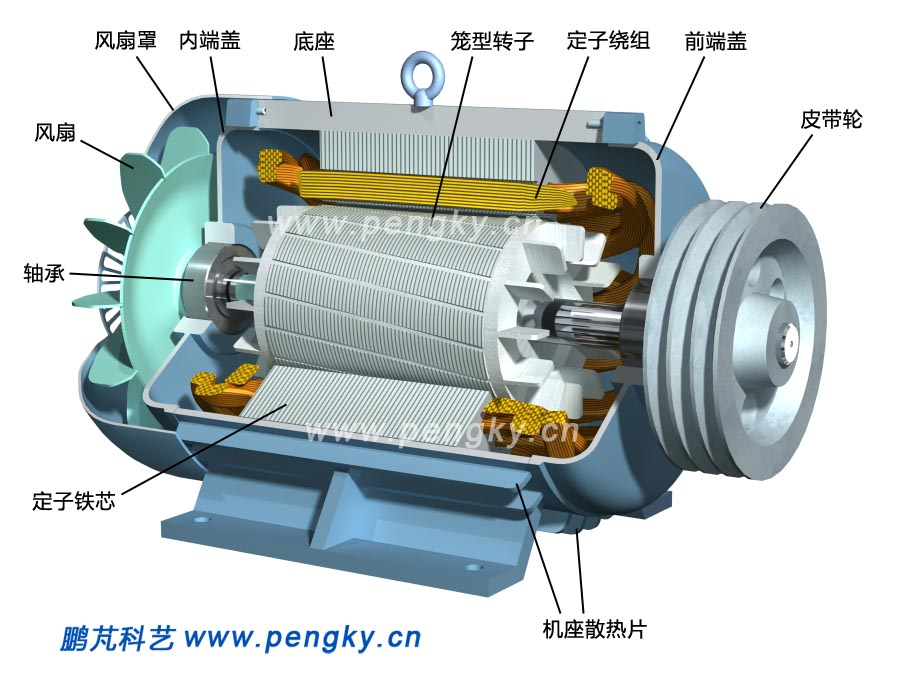 风扇罩
内端盖
底座
笼型转子
定子绕组
前端盖
皮带轮
风扇
轴承
www.pengky.cn
www.pengky.cn
定子铁芯
机座散热片
鹏芃科艺 www.pengky.cn